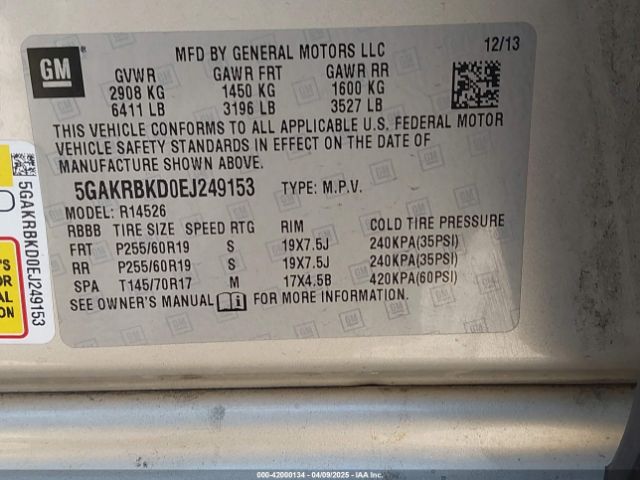 GM
MFD BY GENERAL MOTORS LLC 12/13
GVWR GAWR FRT GAWR RR
2908 KG 1450 KG 1600 KG
6411 LB 3196 LB 3527 LB
THIS VEHICLE CONFORMS TO ALL APPLICABLE U.S. FEDERAL MOTOR
VEHICLE SAFETY STANDARDS IN EFFECT ON THE DATE OF
MANUFACTURE SHOWN ABOVE.
5GAKRBKD0EJ249153 TYPE: M.P.V.
MODEL: R14526
RBBB TIRE SIZE SPEED RTG RIM COLD TIRE PRESSURE
FRT P255/60R19 S 19X7.5J 240KPA(35PSI)
RR P255/60R19 S 19X7.5J 240KPA(35PSI)
SPA T145/70R17 M 17X4.5B 420KPA(60PSI)
SEE OWNER'S MANUAL FOR MORE INFORMATION.
5GAKRBKD0EJ249153
000-42000134 - 04/09/2025 - IAAI.CA